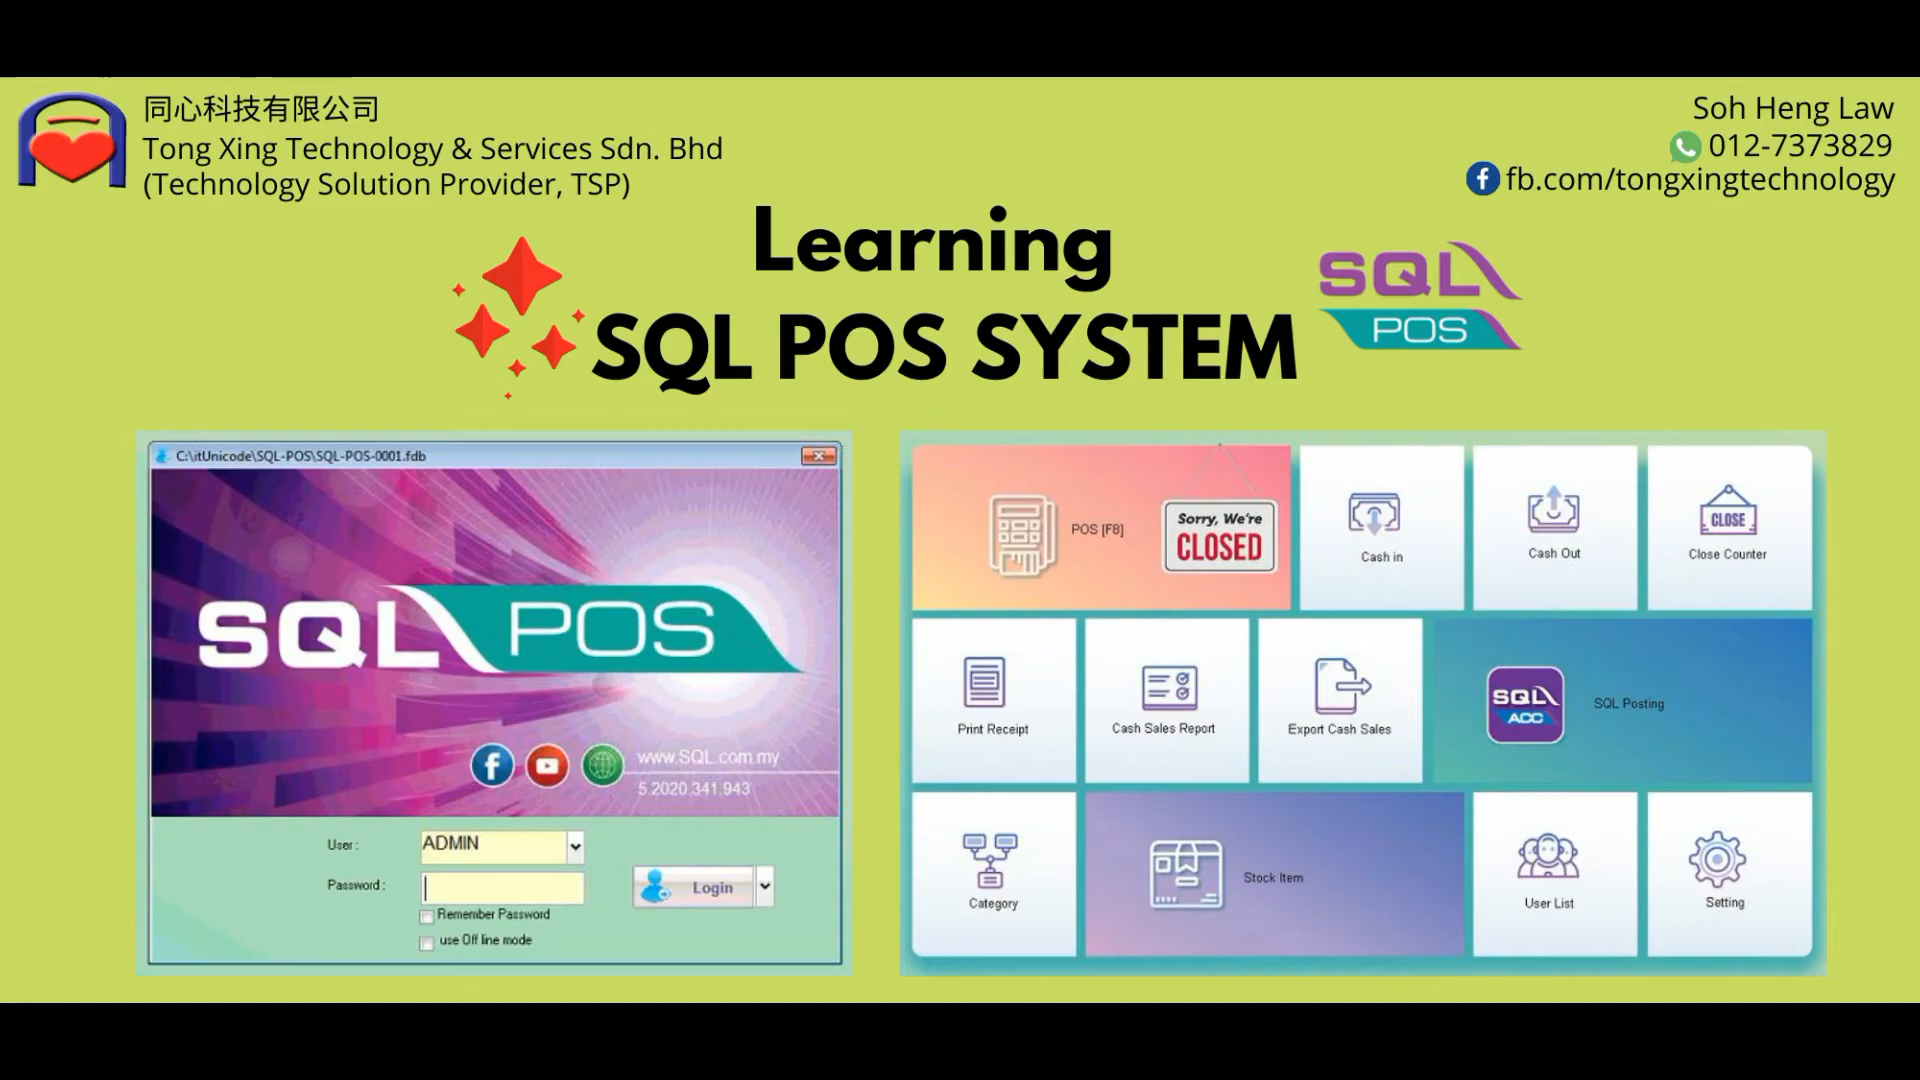 同心科技有限公司
Tong Xing Technology & Services Sdn. Bhd
(Technology Solution Provider, TSP)
Soh Heng Law
012-7373829
fb.com/tongxingtechnology
Learning
SQL POS SYSTEM
SQL
POS
C:\itUnicode\SQL-POS\SQL-POS-0001.fdb
SQL POS
www.SQL.com.my
5.2020.341.943
User :
ADMIN
Password :
Login
Remember Password
use Off line mode
POS [F8]
Sorry, We're
CLOSED
Cash in
Cash Out
CLOSE
Close Counter
Print Receipt
Cash Sales Report
Export Cash Sales
SQL
ACC
SQL Posting
Category
Stock Item
User List
Setting